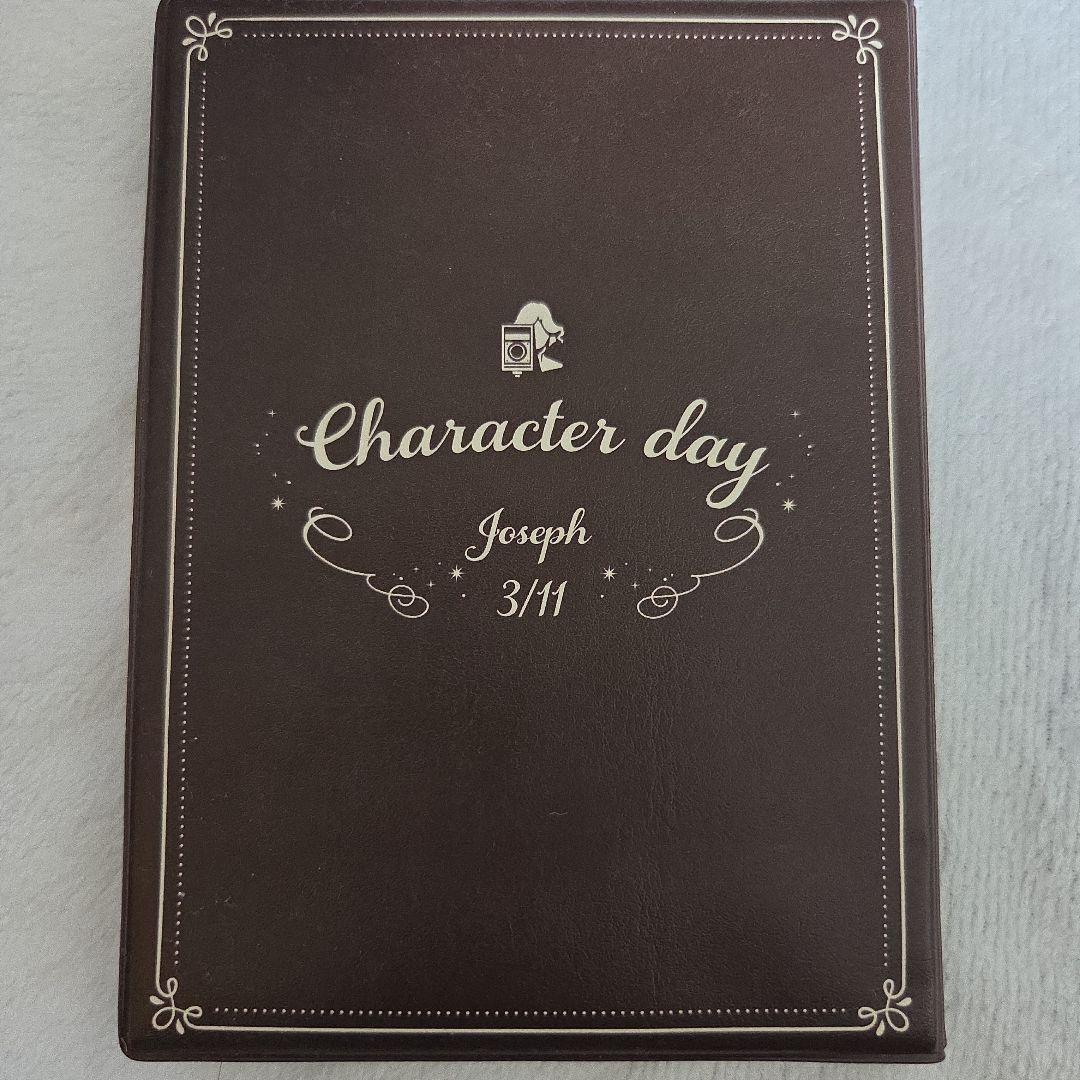 Character day
Joseph
3/11